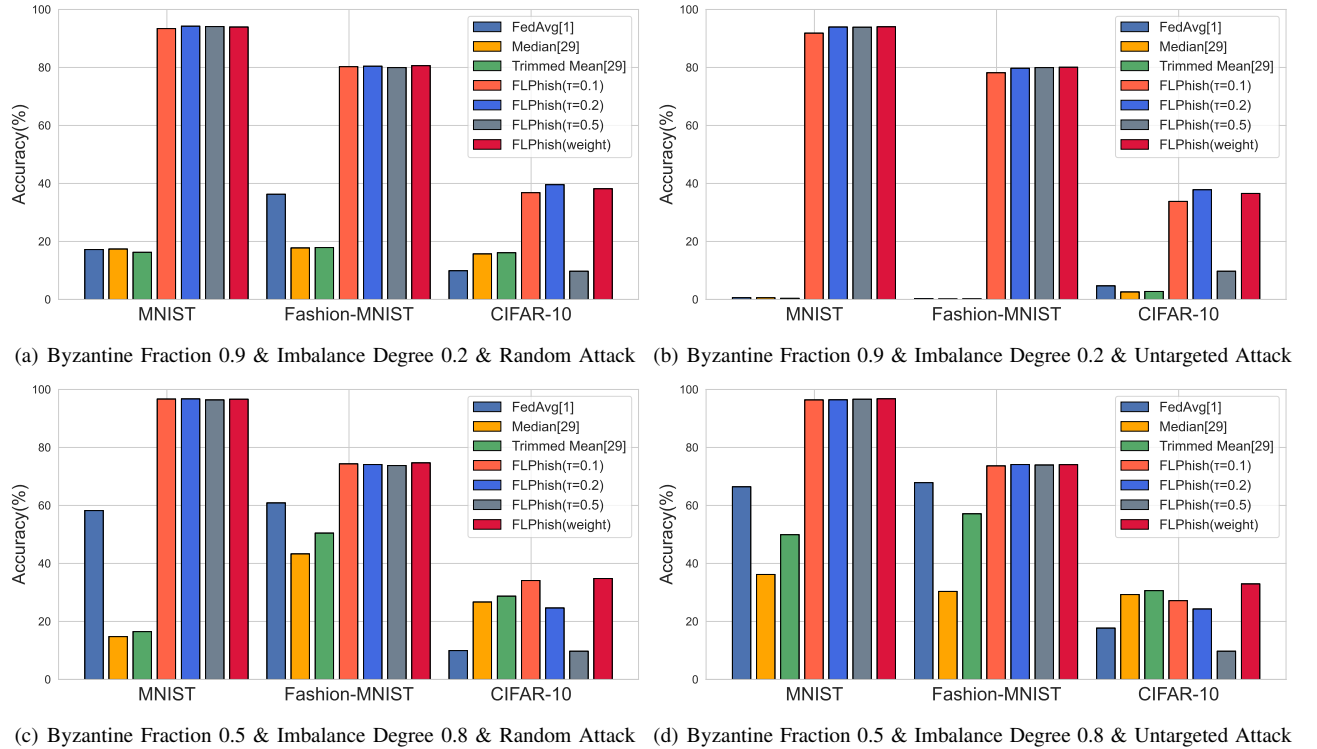 100
80
60
40
20
0
Accuracy(%)
FedAvg[1]
Median[29]
Trimmed Mean[29]
FLPhish(τ=0.1)
FLPhish(τ=0.2)
FLPhish(τ=0.5)
FLPhish(weight)
MNIST Fashion-MNIST CIFAR-10
(a) Byzantine Fraction 0.9 & Imbalance Degree 0.2 & Random Attack
100
80
60
40
20
0
Accuracy(%)
FedAvg[1]
Median[29]
Trimmed Mean[29]
FLPhish(τ=0.1)
FLPhish(τ=0.2)
FLPhish(τ=0.5)
FLPhish(weight)
MNIST Fashion-MNIST CIFAR-10
(b) Byzantine Fraction 0.9 & Imbalance Degree 0.2 & Untargeted Attack
100
80
60
40
20
0
Accuracy(%)
FedAvg[1]
Median[29]
Trimmed Mean[29]
FLPhish(τ=0.1)
FLPhish(τ=0.2)
FLPhish(τ=0.5)
FLPhish(weight)
MNIST Fashion-MNIST CIFAR-10
(c) Byzantine Fraction 0.5 & Imbalance Degree 0.8 & Random Attack
100
80
60
40
20
0
Accuracy(%)
FedAvg[1]
Median[29]
Trimmed Mean[29]
FLPhish(τ=0.1)
FLPhish(τ=0.2)
FLPhish(τ=0.5)
FLPhish(weight)
MNIST Fashion-MNIST CIFAR-10
(d) Byzantine Fraction 0.5 & Imbalance Degree 0.8 & Untargeted Attack